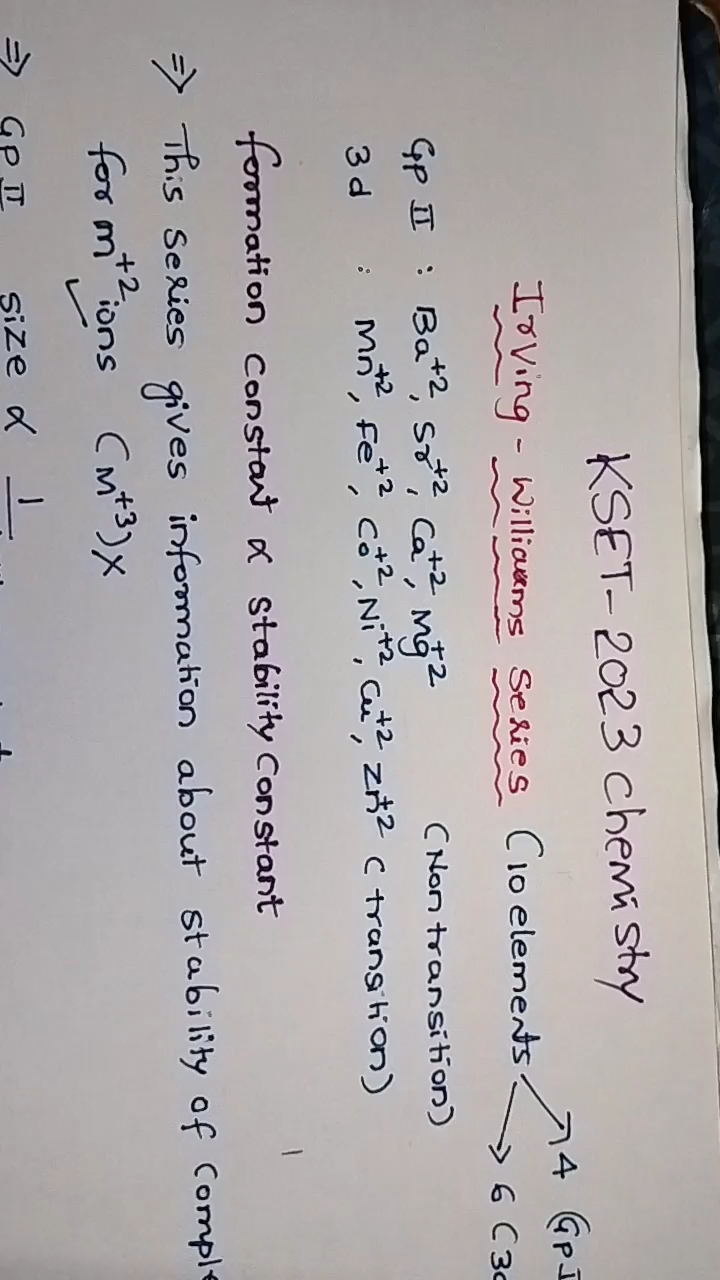 KSET-2023 chemistry
Irving - Williams Series (10 elements → 4 (Gp I
→ 6 (3d
Gp II : Ba+2, Sr+2, Ca+2, Mg+2 (Non transition)
3d : Mn+2, Fe+2, Co+2, Ni+2, Cu+2, Zn+2 (transition)
formation constant ∝ stability constant
⇒ This series gives information about stability of comple
for m+2 ions (m+3) x
⇒ Gp II size ∝ 1